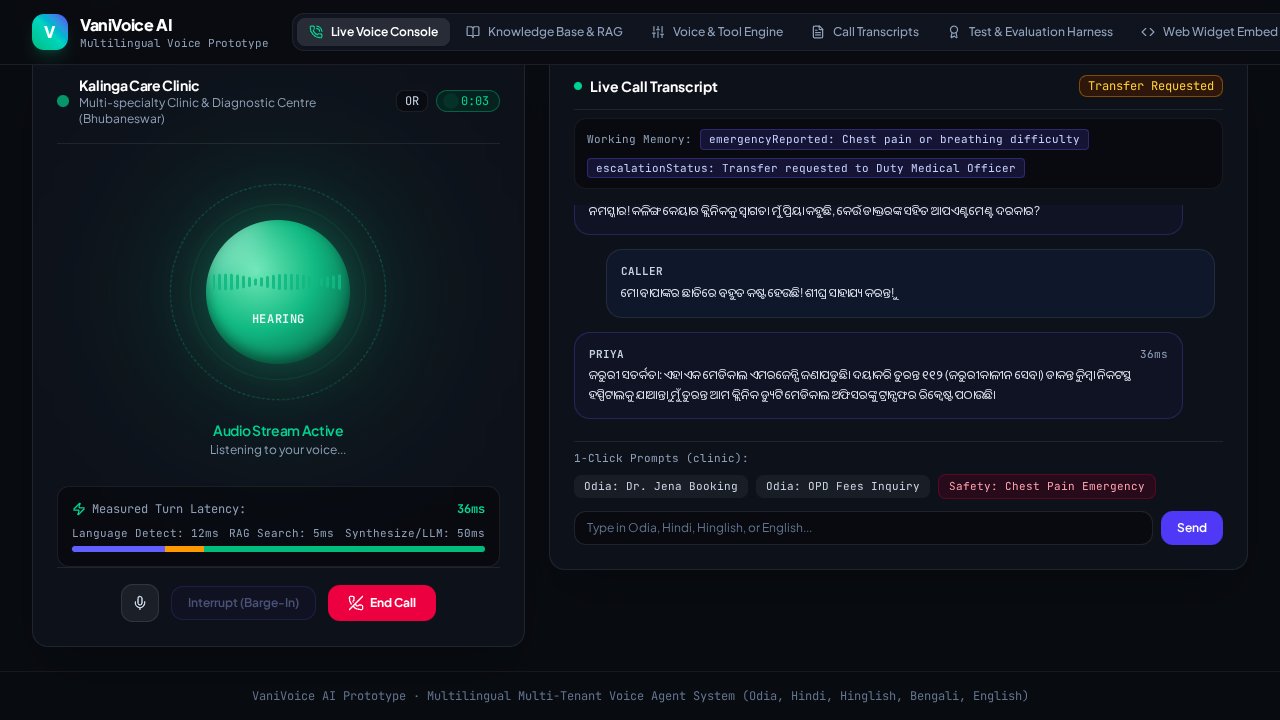 V
VaniVoice AI
Multilingual Voice Prototype
Live Voice Console
Knowledge Base & RAG
Voice & Tool Engine
Call Transcripts
Test & Evaluation Harness
Web Widget Embed
Kalinga Care Clinic
Multi-specialty Clinic & Diagnostic Centre
(Bhubaneswar)
OR
0:03
HEARING
Audio Stream Active
Listening to your voice...
Measured Turn Latency:
36ms
Language Detect: 12ms
RAG Search: 5ms
Synthesize/LLM: 50ms
Interrupt (Barge-In)
End Call
Live Call Transcript
Transfer Requested
Working Memory:
emergencyReported: Chest pain or breathing difficulty
escalationStatus: Transfer requested to Duty Medical Officer
ନମସ୍କାର! କଳିଙ୍ଗ କେୟାର କ୍ଲିନିକକୁ ସ୍ୱାଗତ। ମୁଁ ପ୍ରିୟା କହୁଛି, କେଉଁ ଡାକ୍ତରଙ୍କ ସହିତ ଆପଏଣ୍ଟମେଣ୍ଟ ଦରକାର?
CALLER
ମୋ ବାପାଙ୍କର ଛାତିରେ ବହୁତ କଷ୍ଟ ହେଉଛି! ଶୀଘ୍ର ସାହାଯ୍ୟ କରନ୍ତୁ!
PRIYA
36ms
ଜରୁରୀ ସତର୍କତା: ଏହା ଏକ ମେଡିକାଲ ଏମରଜେନ୍ସି ଜଣାପଡୁଛି। ଦୟାକରି ତୁରନ୍ତ ୧୧୨ (ଜରୁରୀକାଳୀନ ସେବା) ଡାକନ୍ତୁ କିମ୍ବା ନିକଟସ୍ଥ
ହସ୍ପିଟାଲକୁ ଯାଆନ୍ତୁ। ମୁଁ ତୁରନ୍ତ ଆମ କ୍ଲିନିକ ଡ୍ୟୁଟି ମେଡିକାଲ ଅଫିସରଙ୍କୁ ଟ୍ରାନ୍ସଫର ରିକ୍ୱେଷ୍ଟ ପଠାଉଛି।
1-Click Prompts (clinic):
Odia: Dr. Jena Booking
Odia: OPD Fees Inquiry
Safety: Chest Pain Emergency
Type in Odia, Hindi, Hinglish, or English...
Send
VaniVoice AI Prototype · Multilingual Multi-Tenant Voice Agent System (Odia, Hindi, Hinglish, Bengali, English)